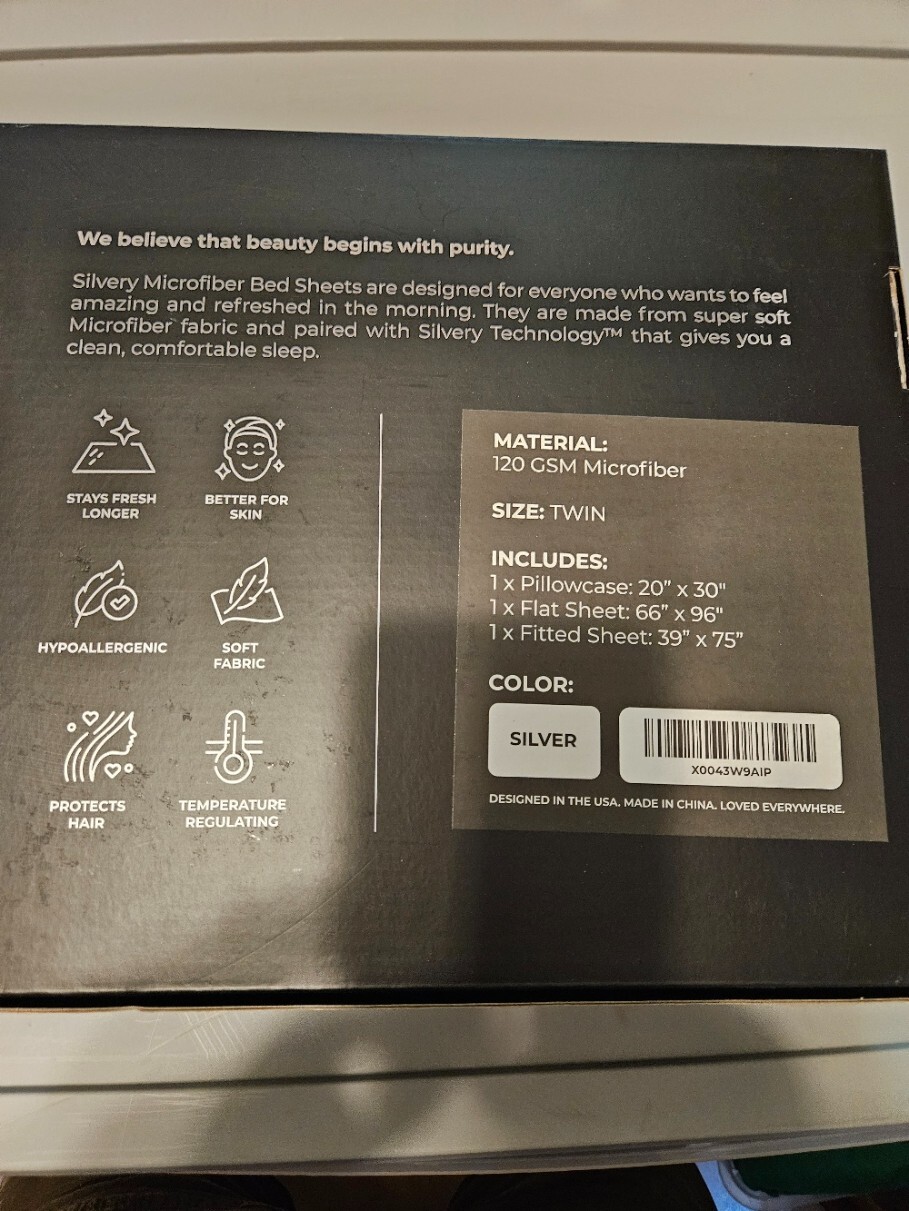 We believe that beauty begins with purity.
Silvery Microfiber Bed Sheets are designed for everyone who wants to feel
amazing and refreshed in the morning. They are made from super soft
Microfiber fabric and paired with Silvery Technology™ that gives you a
clean, comfortable sleep.
STAYS FRESH
LONGER
BETTER FOR
SKIN
HYPOALLERGENIC
SOFT
FABRIC
PROTECTS
HAIR
TEMPERATURE
REGULATING
MATERIAL:
120 GSM Microfiber
SIZE: TWIN
INCLUDES:
1 x Pillowcase: 20” x 30"
1 x Flat Sheet: 66” x 96"
1 x Fitted Sheet: 39” x 75”
COLOR:
SILVER
X0043W9AIP
DESIGNED IN THE USA. MADE IN CHINA. LOVED EVERYWHERE.